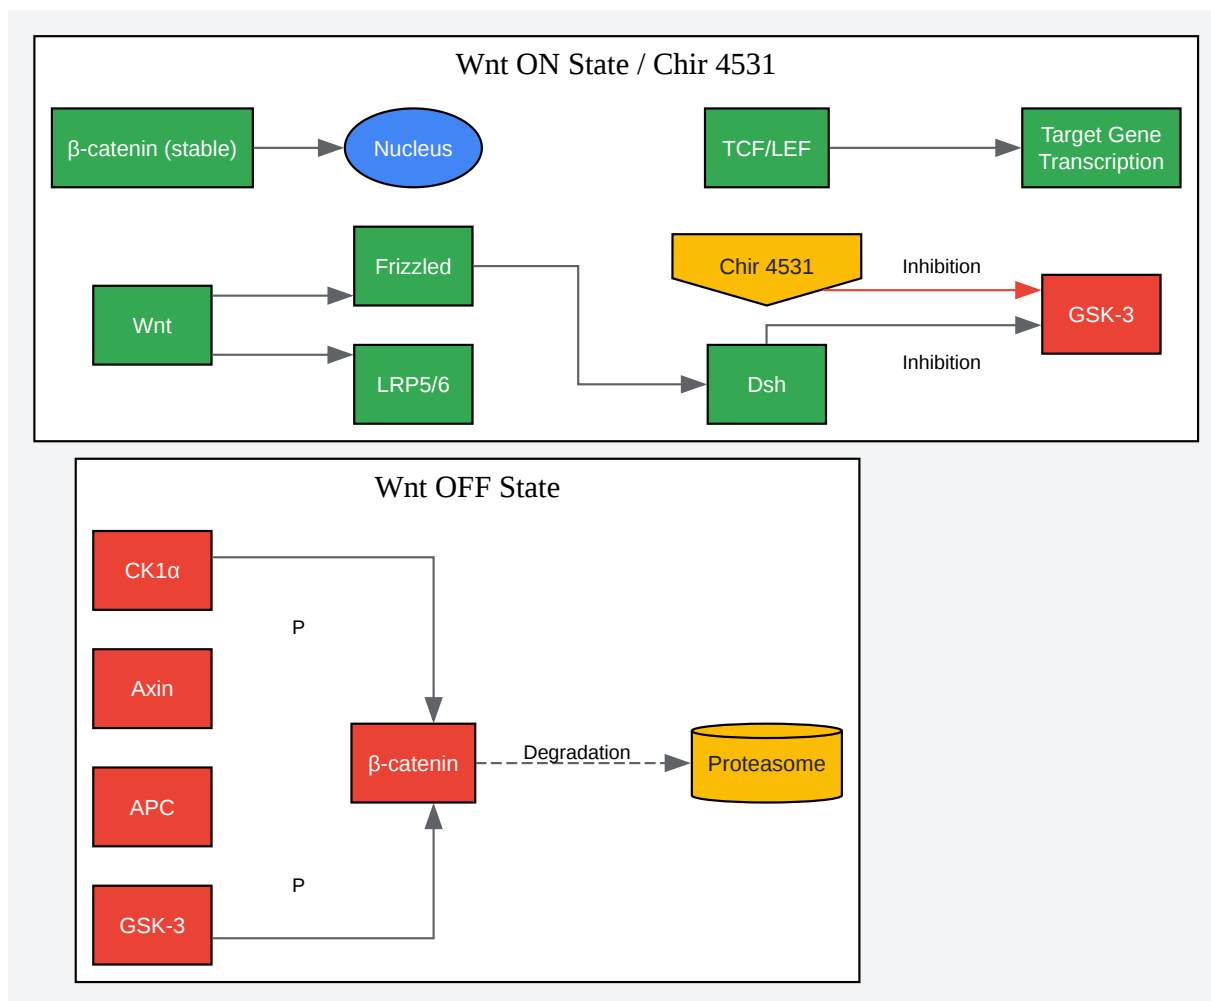 Wnt ON State / Chir 4531
β-catenin (stable)
Nucleus
TCF/LEF
Target Gene
Transcription
Frizzled
Chir 4531
Inhibition
Wnt
GSK-3
LRP5/6
Dsh
Inhibition
Wnt OFF State
CK1α
P
Axin
β-catenin
Degradation
Proteasome
APC
P
GSK-3